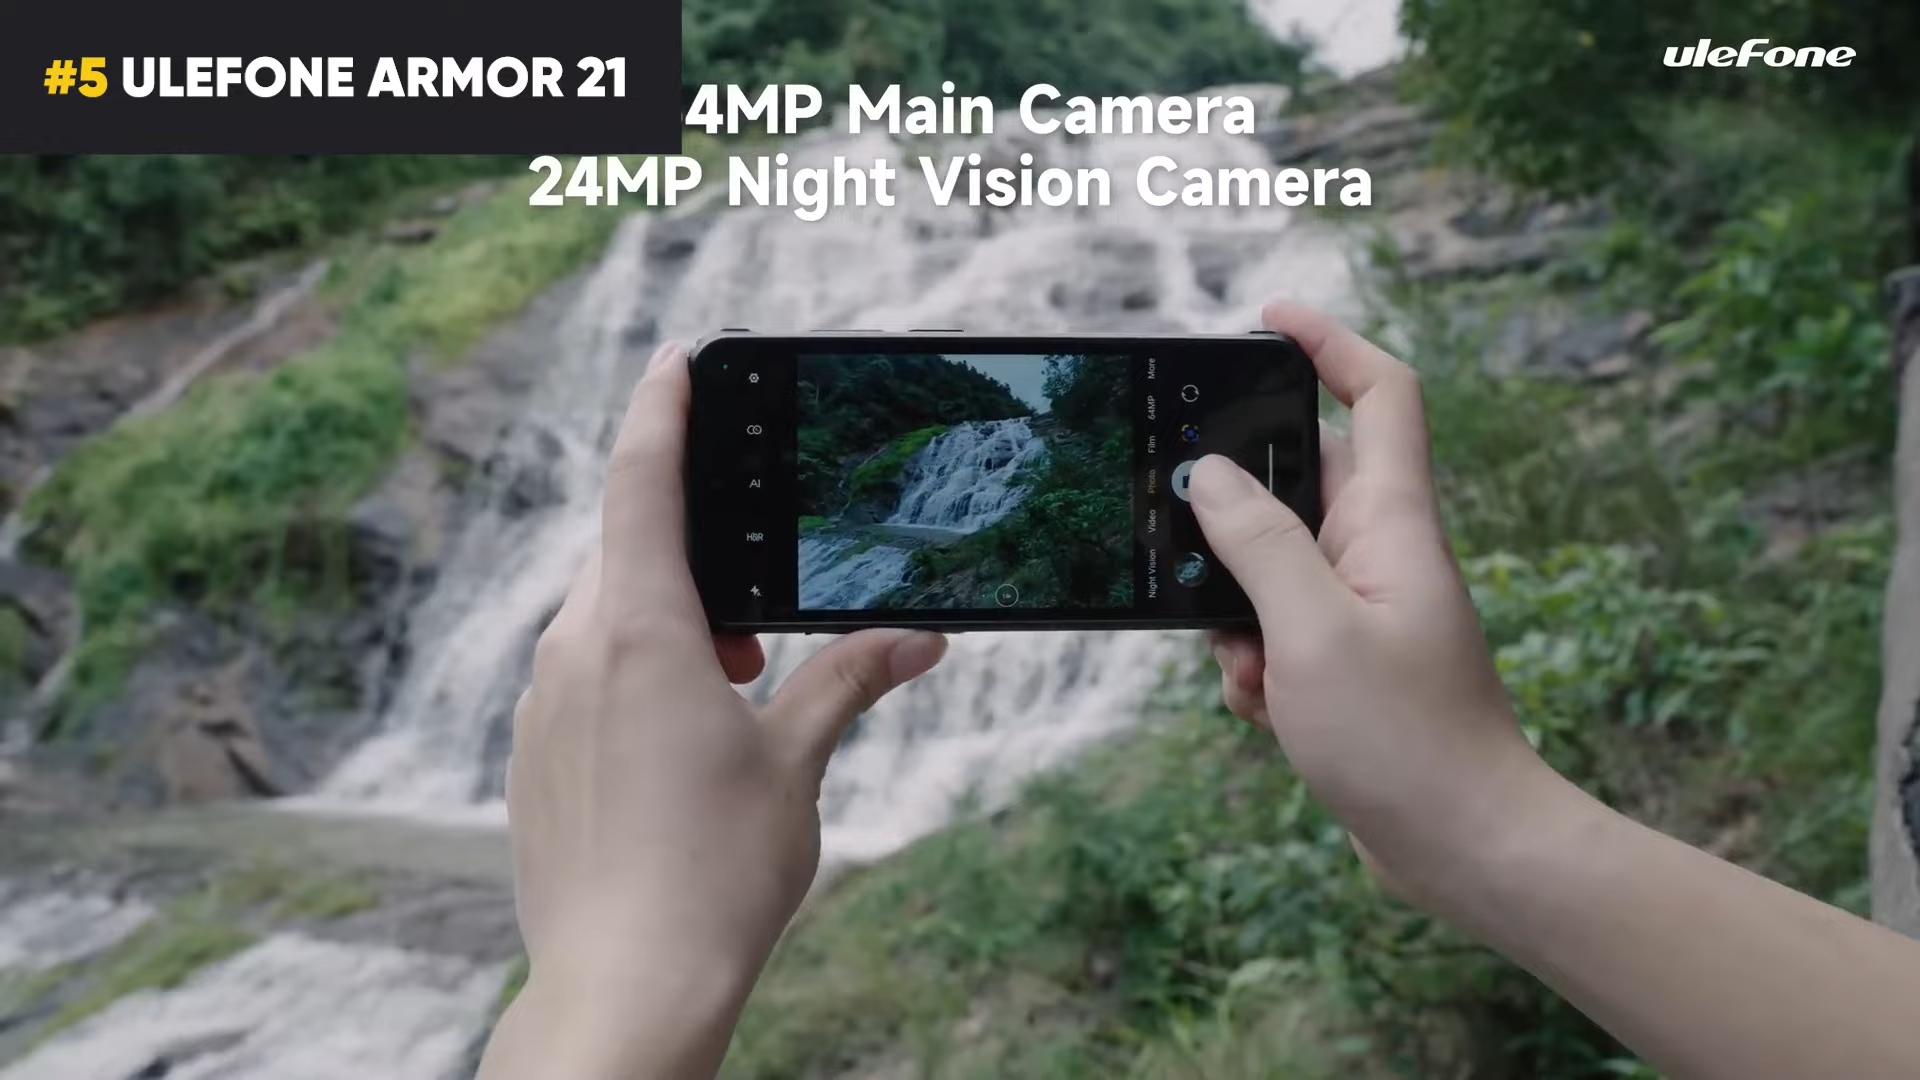 #5 ULEFONE ARMOR 21
ulefone
4MP Main Camera
24MP Night Vision Camera
More
64MP
Film
Photo
Video
Night Vision
AI
HDR